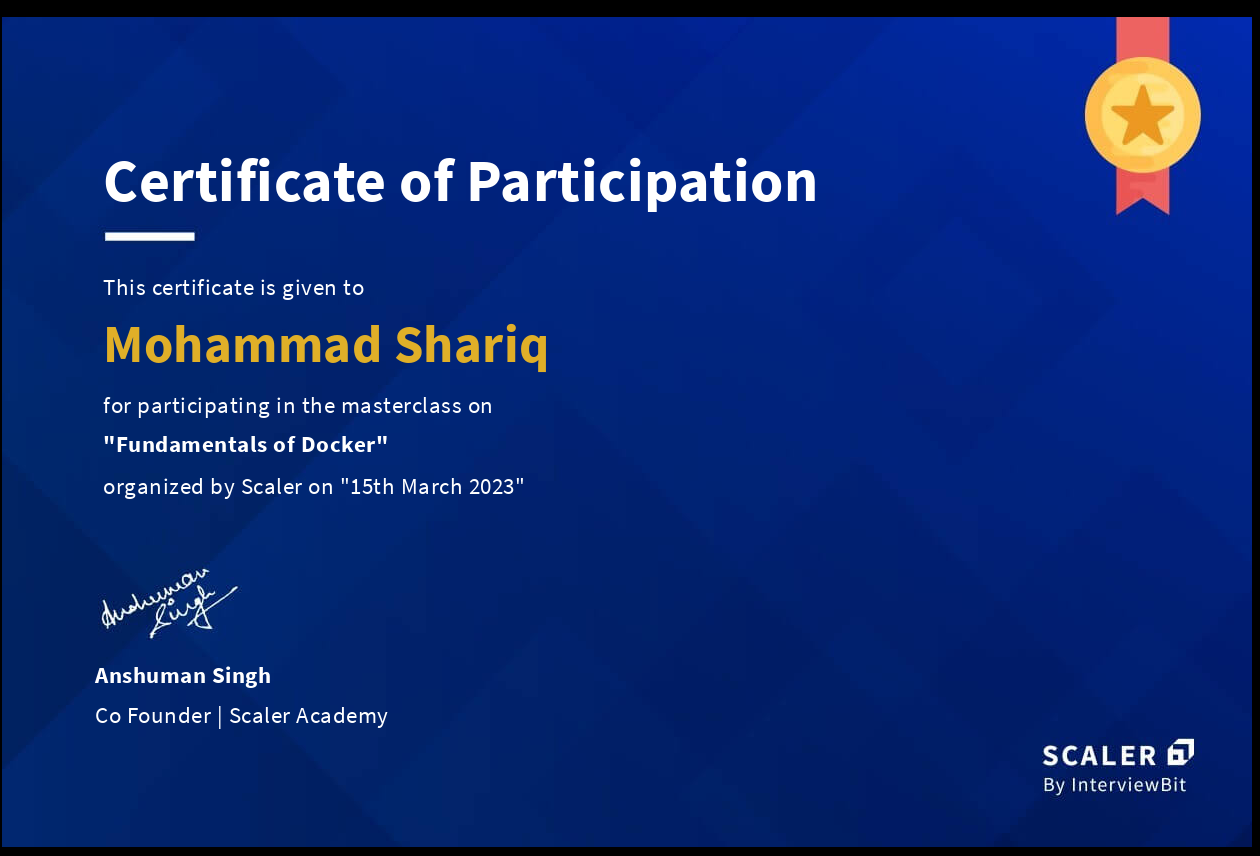 Certificate of Participation
This certificate is given to
Mohammad Shariq
for participating in the masterclass on
"Fundamentals of Docker"
organized by Scaler on "15th March 2023"
Anshuman
Singh
Anshuman Singh
Co Founder | Scaler Academy
SCALER
By InterviewBit